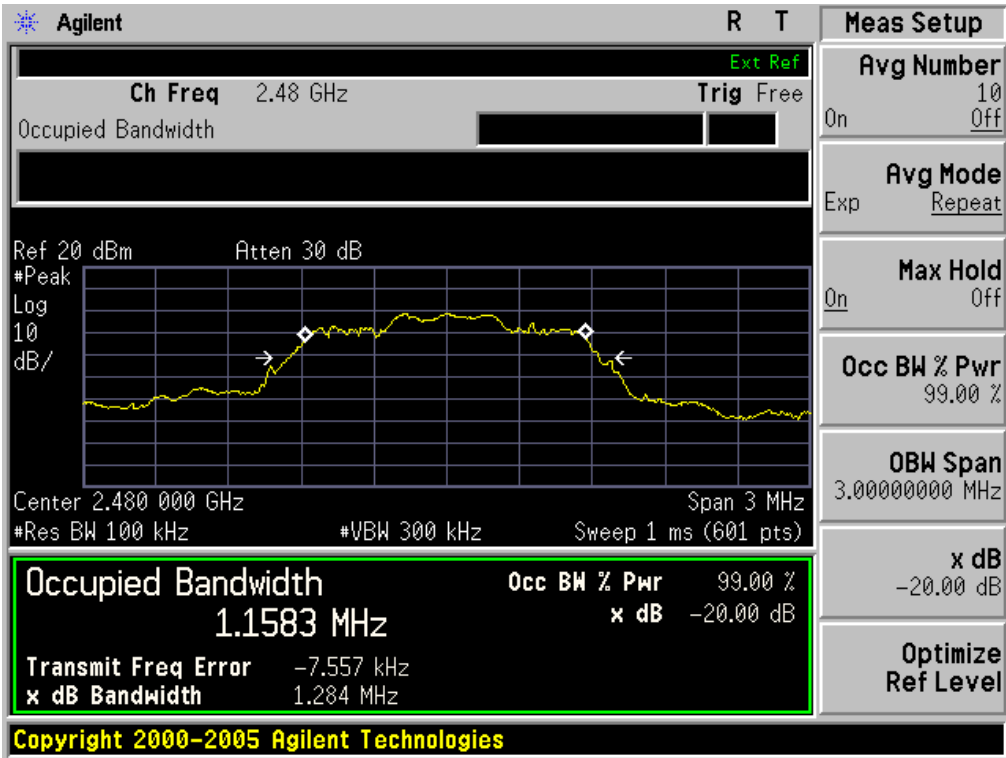 Agilent R T
Ext Ref
Ch Freq 2.48 GHz Trig Free
Occupied Bandwidth
Ref 20 dBm Atten 30 dB
#Peak
Log
10
dB/
Center 2.480 000 GHz Span 3 MHz
#Res BW 100 kHz #VBW 300 kHz Sweep 1 ms (601 pts)
Occupied Bandwidth Occ BW % Pwr 99.00 %
1.1583 MHz x dB -20.00 dB
Transmit Freq Error -7.557 kHz
x dB Bandwidth 1.284 MHz
Copyright 2000-2005 Agilent Technologies
Meas Setup
Avg Number
10
On Off
Avg Mode
Exp Repeat
Max Hold
On Off
Occ BW % Pwr
99.00 %
OBW Span
3.00000000 MHz
x dB
-20.00 dB
Optimize
Ref Level